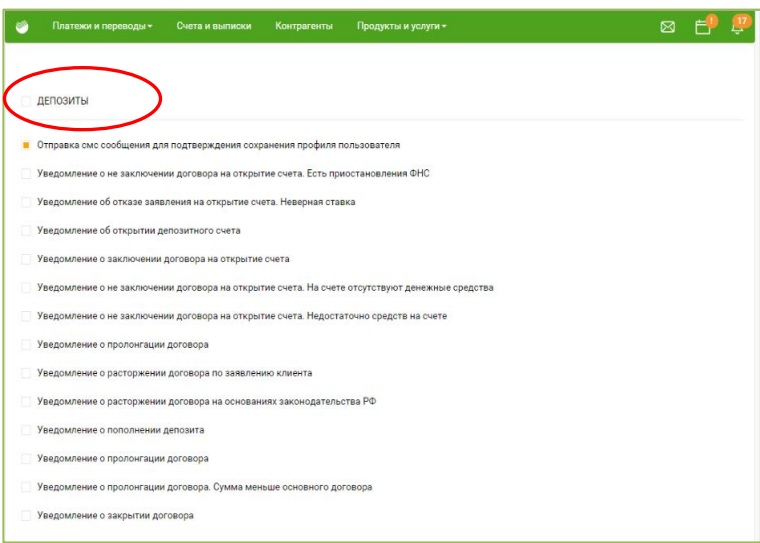 Платежи и переводы Счета и выписки Контрагенты Продукты и услуги ! 17
ДЕПОЗИТЫ
Отправка смс сообщения для подтверждения сохранения профиля пользователя
Уведомление о не заключении договора на открытие счета. Есть приостановления ФНС
Уведомление об отказе заявления на открытие счета. Неверная ставка
Уведомление об открытии депозитного счета
Уведомление о заключении договора на открытие счета
Уведомление о не заключении договора на открытие счета. На счете отсутствуют денежные средства
Уведомление о не заключении договора на открытие счета. Недостаточно средств на счете
Уведомление о пролонгации договора
Уведомление о расторжении договора по заявлению клиента
Уведомление о расторжении договора на основаниях законодательства РФ
Уведомление о пополнении депозита
Уведомление о пролонгации договора
Уведомление о пролонгации договора. Сумма меньше основного договора
Уведомление о закрытии договора